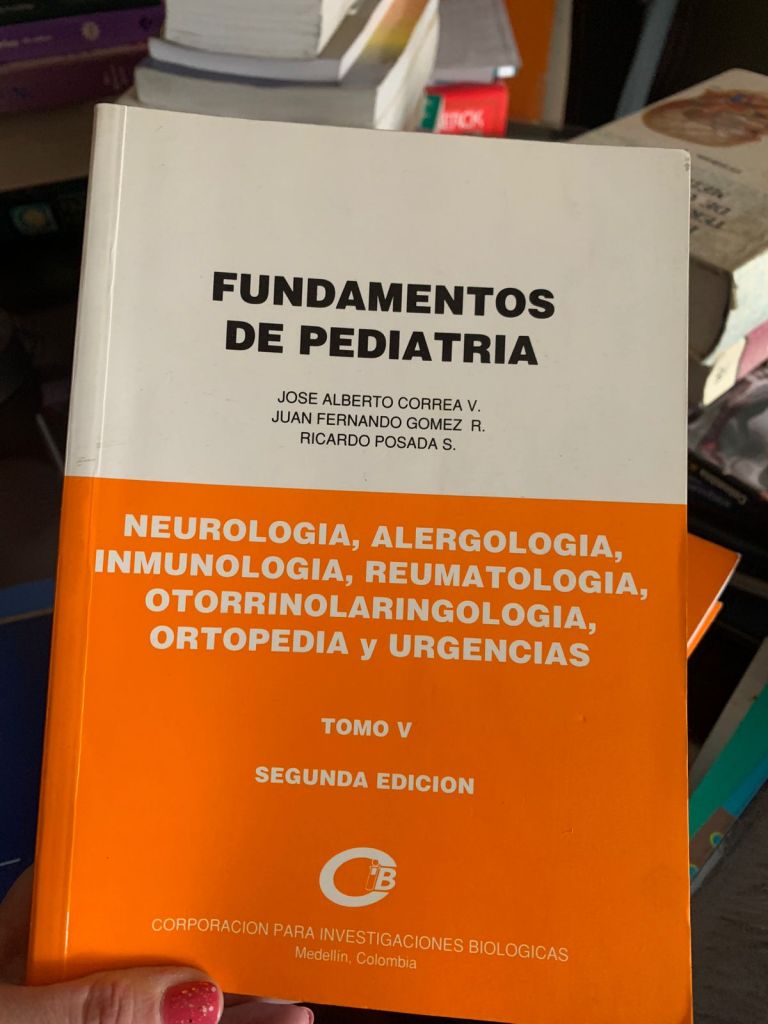 FUNDAMENTOS
DE PEDIATRIA
JOSE ALBERTO CORREA V.
JUAN FERNANDO GOMEZ R.
RICARDO POSADA S.
NEUROLOGIA, ALERGOLOGIA,
INMUNOLOGIA, REUMATOLOGIA,
OTORRINOLARINGOLOGIA,
ORTOPEDIA y URGENCIAS
TOMO V
SEGUNDA EDICION
CIB
CORPORACION PARA INVESTIGACIONES BIOLOGICAS
Medellín, Colombia